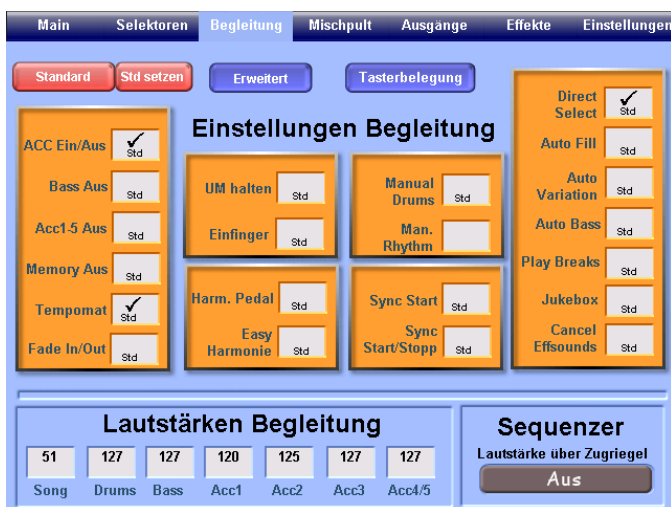 Main Selektoren Begleitung Mischpult Ausgänge Effekte Einstellungen
Standard Std setzen Erweitert Tasterbelegung
Einstellungen Begleitung
ACC Ein/Aus Std
Bass Aus Std
Acc1-5 Aus Std
Memory Aus Std
Tempomat Std
Fade In/Out Std
UM halten Std
Einfinger Std
Manual
Drums Std
Man.
Rhythm
Harm. Pedal Std
Easy
Harmonie Std
Sync Start Std
Sync
Start/Stopp Std
Direct
Select Std
Auto Fill Std
Auto
Variation Std
Auto Bass Std
Play Breaks Std
Jukebox Std
Cancel
Effsounds Std
Lautstärken Begleitung
51 127 127 120 125 127 127
Song Drums Bass Acc1 Acc2 Acc3 Acc4/5
Sequenzer
Lautstärke über Zugriegel
Aus